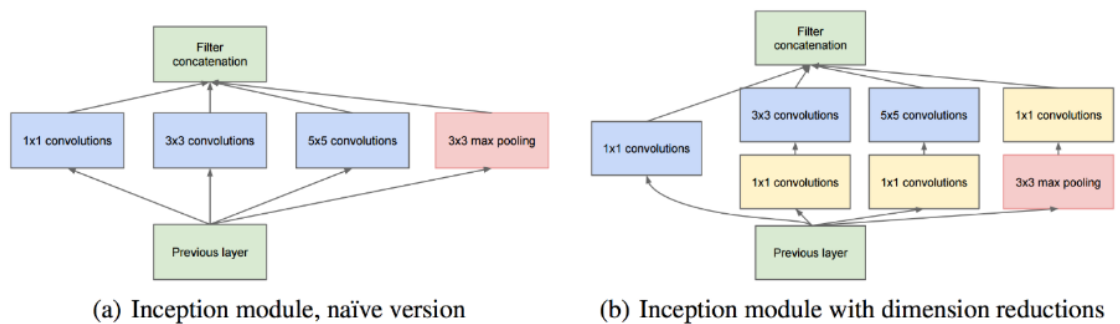 Filter
concatenation
1x1 convolutions
3x3 convolutions
5x5 convolutions
3x3 max pooling
Previous layer
(a) Inception module, naïve version
Filter
concatenation
3x3 convolutions
5x5 convolutions
1x1 convolutions
1x1 convolutions
1x1 convolutions
1x1 convolutions
3x3 max pooling
Previous layer
(b) Inception module with dimension reductions